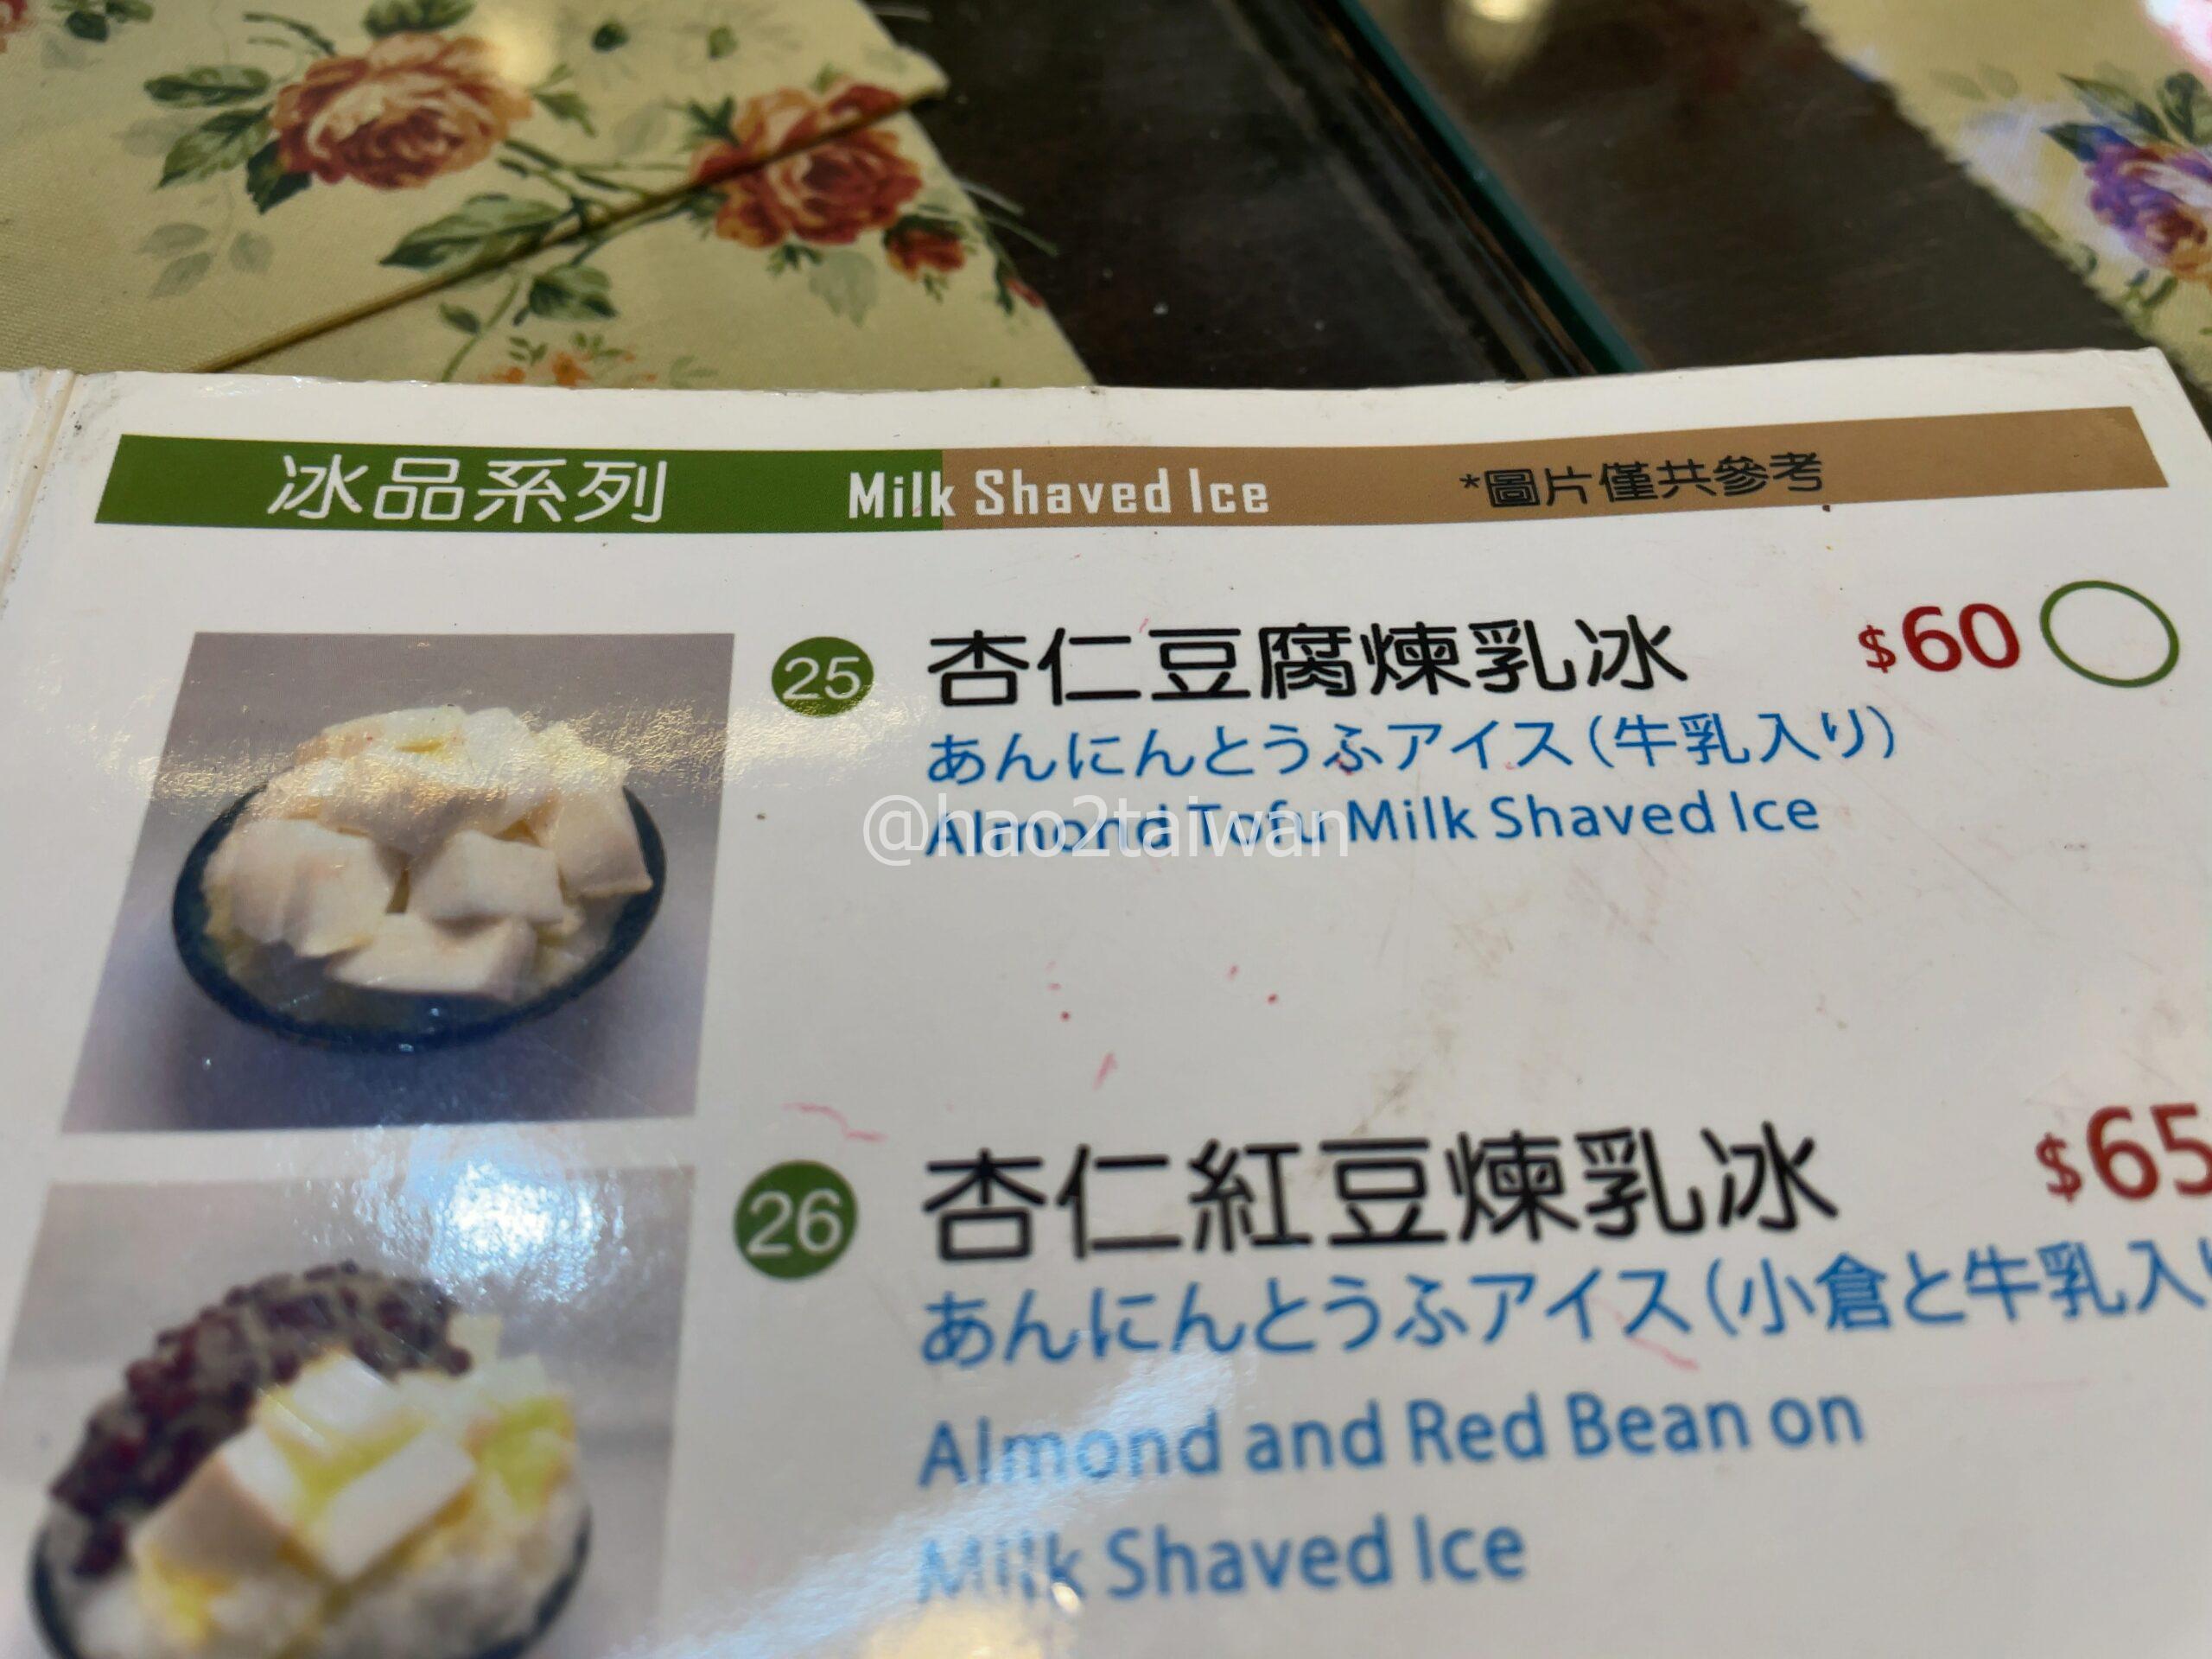 冰品系列 Milk Shaved Ice *圖片僅共參考
25 杏仁豆腐煉乳冰 $60
あんにんとうふアイス(牛乳入り)
Almond Tofu Milk Shaved Ice
@hao2taiwan
26 杏仁紅豆煉乳冰 $65
あんにんとうふアイス(小倉と牛乳入
Almond and Red Bean on
Milk Shaved Ice